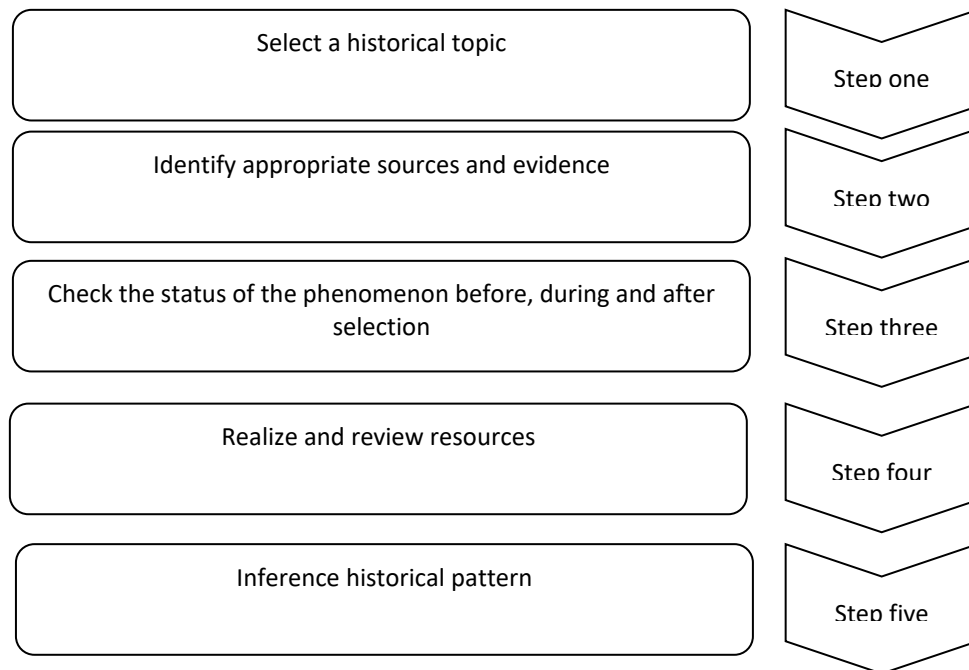 Select a historical topic
Step one
Identify appropriate sources and evidence
Step two
Check the status of the phenomenon before, during and after
selection
Step three
Realize and review resources
Step four
Inference historical pattern
Step five